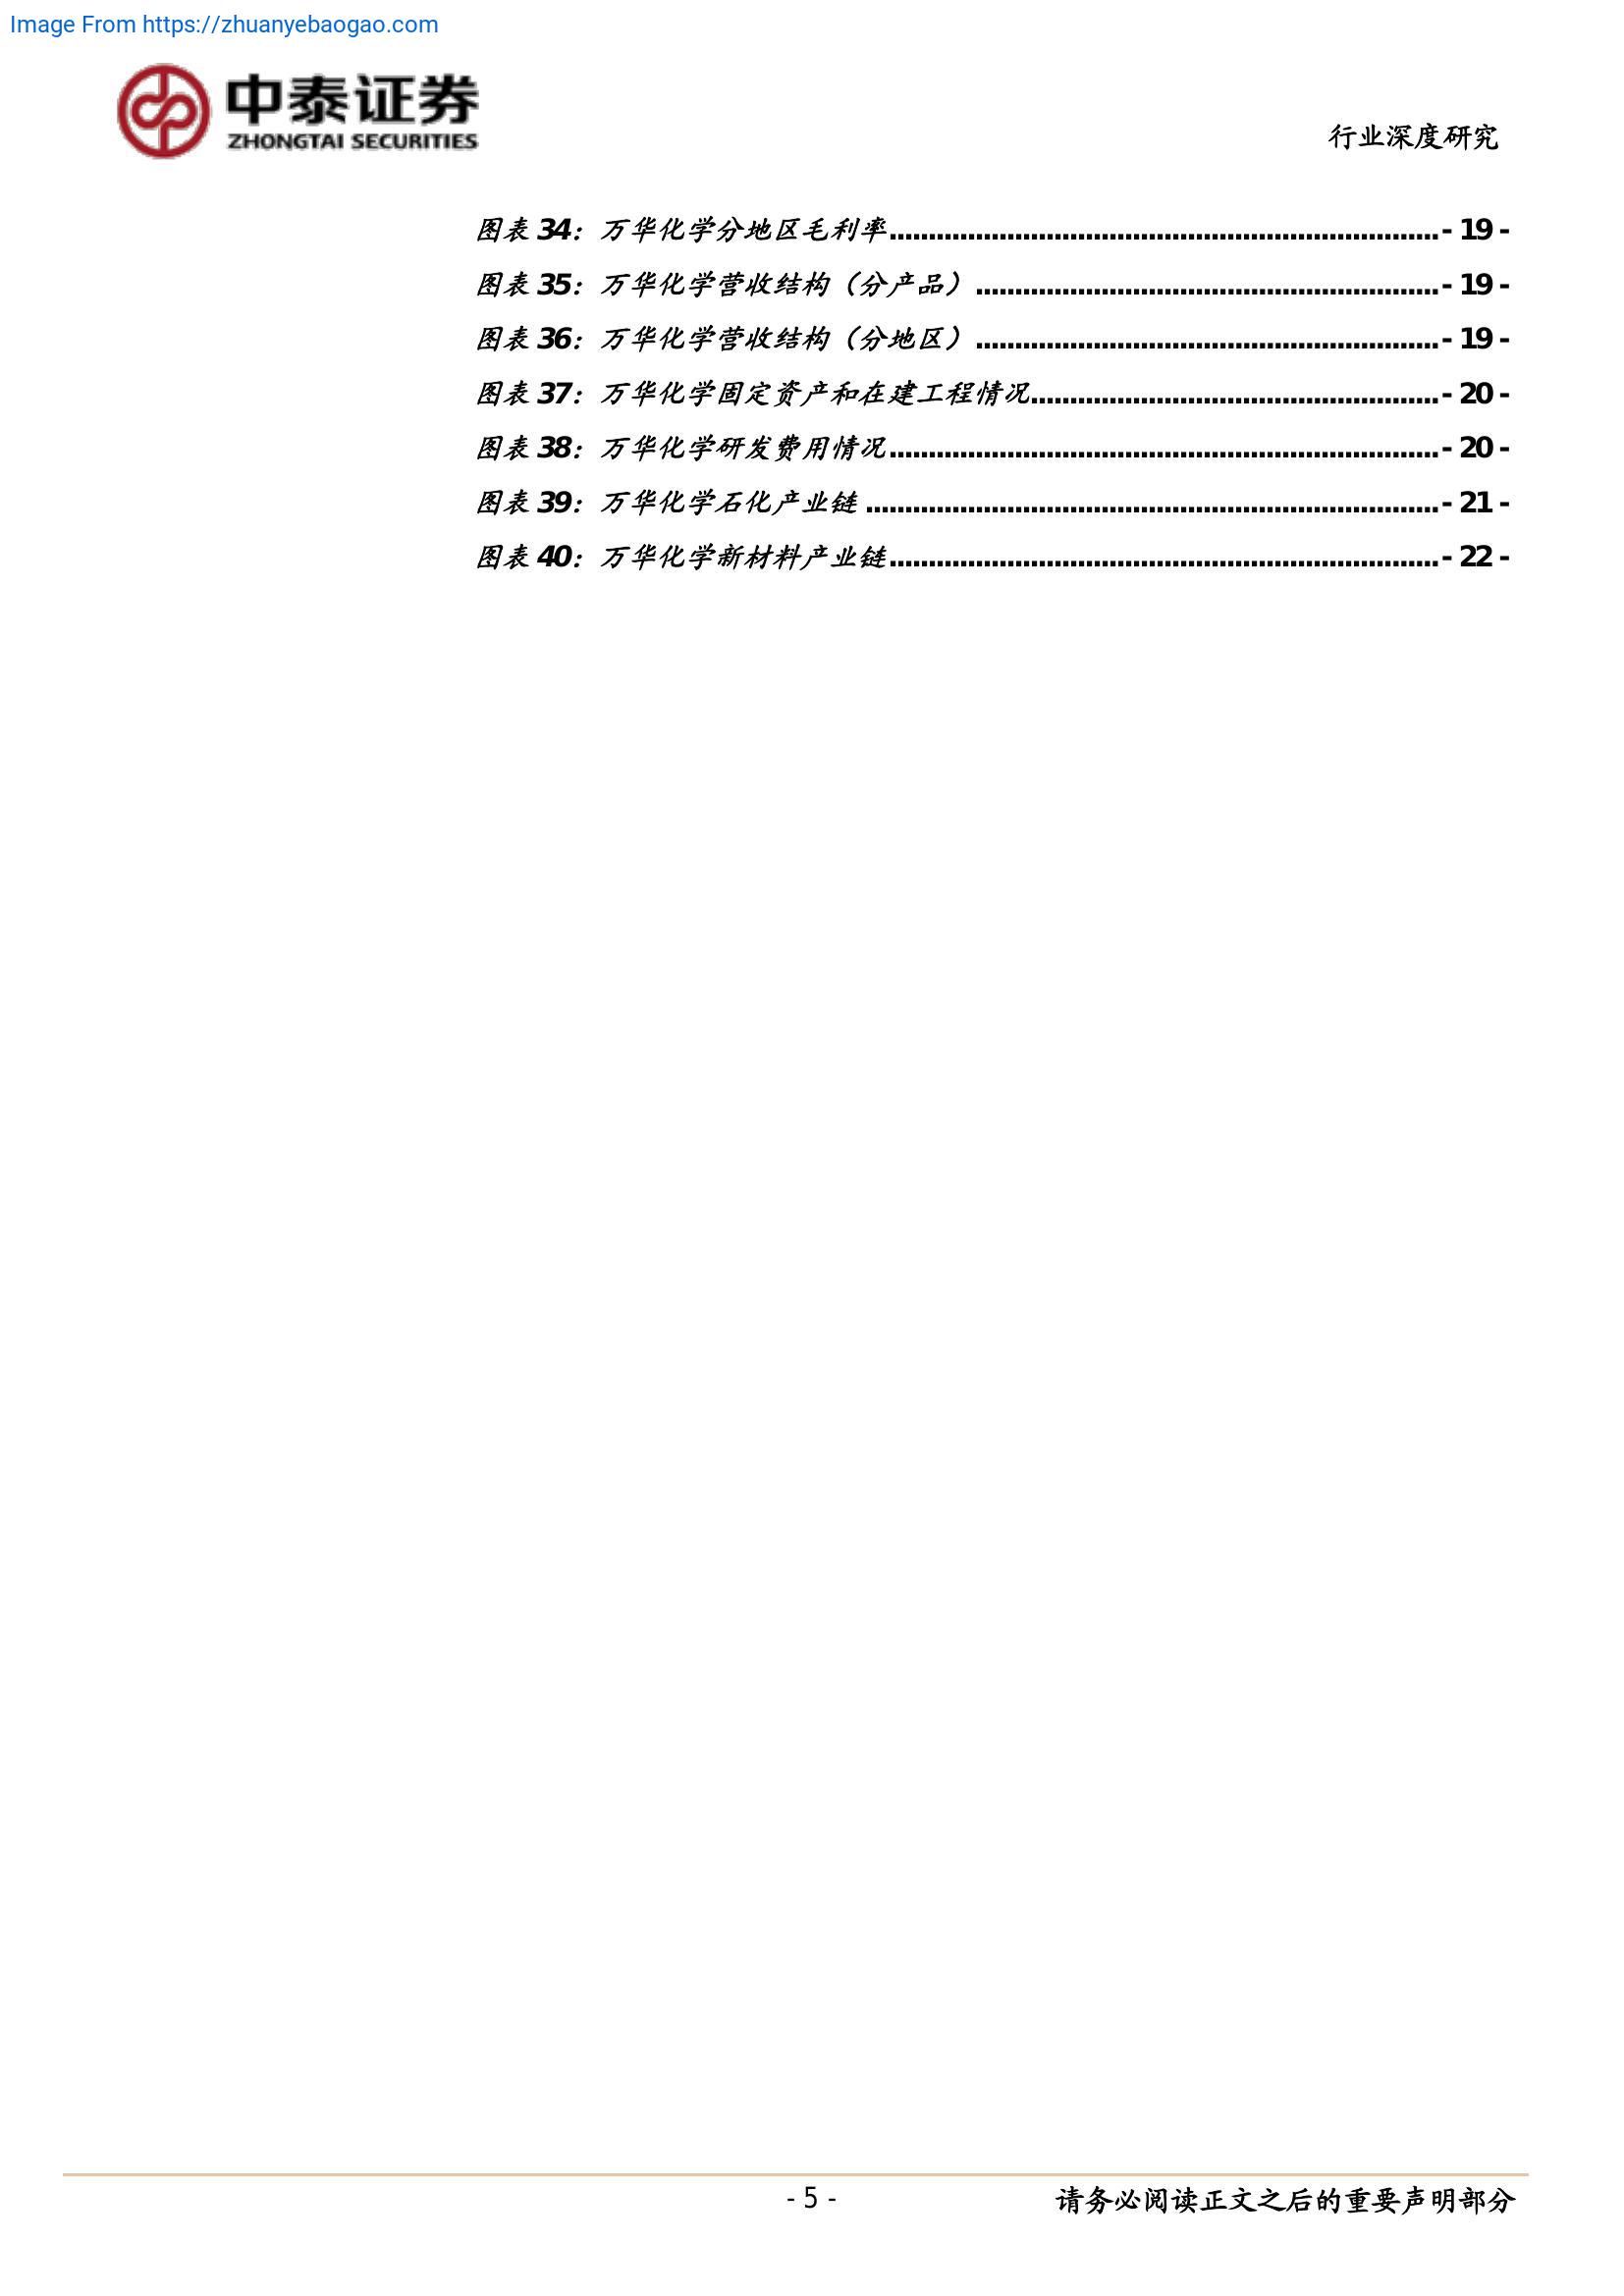 Image From https://zhuanyebaogao.com
中泰证券
ZHONGTAI SECURITIES
行业深度研究
图表 34：万华化学分地区毛利率......................................................................- 19 -
图表 35：万华化学营收结构（分产品）...........................................................- 19 -
图表 36：万华化学营收结构（分地区）...........................................................- 19 -
图表 37：万华化学固定资产和在建工程情况....................................................- 20 -
图表 38：万华化学研发费用情况......................................................................- 20 -
图表 39：万华化学石化产业链 .........................................................................- 21 -
图表 40：万华化学新材料产业链......................................................................- 22 -
- 5 -
请务必阅读正文之后的重要声明部分